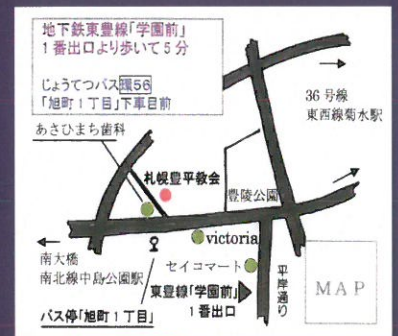 地下鉄東豊線「学園前」
1番出口より歩いて5分
じょうてつバス環56
「旭町1丁目」下車目前
あさひまち歯科
36号線
東西線菊水駅
札幌豊平教会
豊陵公園
victoria
南大橋
南北線中島公園駅
セイコマート
平岸通り
東豊線「学園前」
1番出口
MAP
バス停「旭町1丁目」